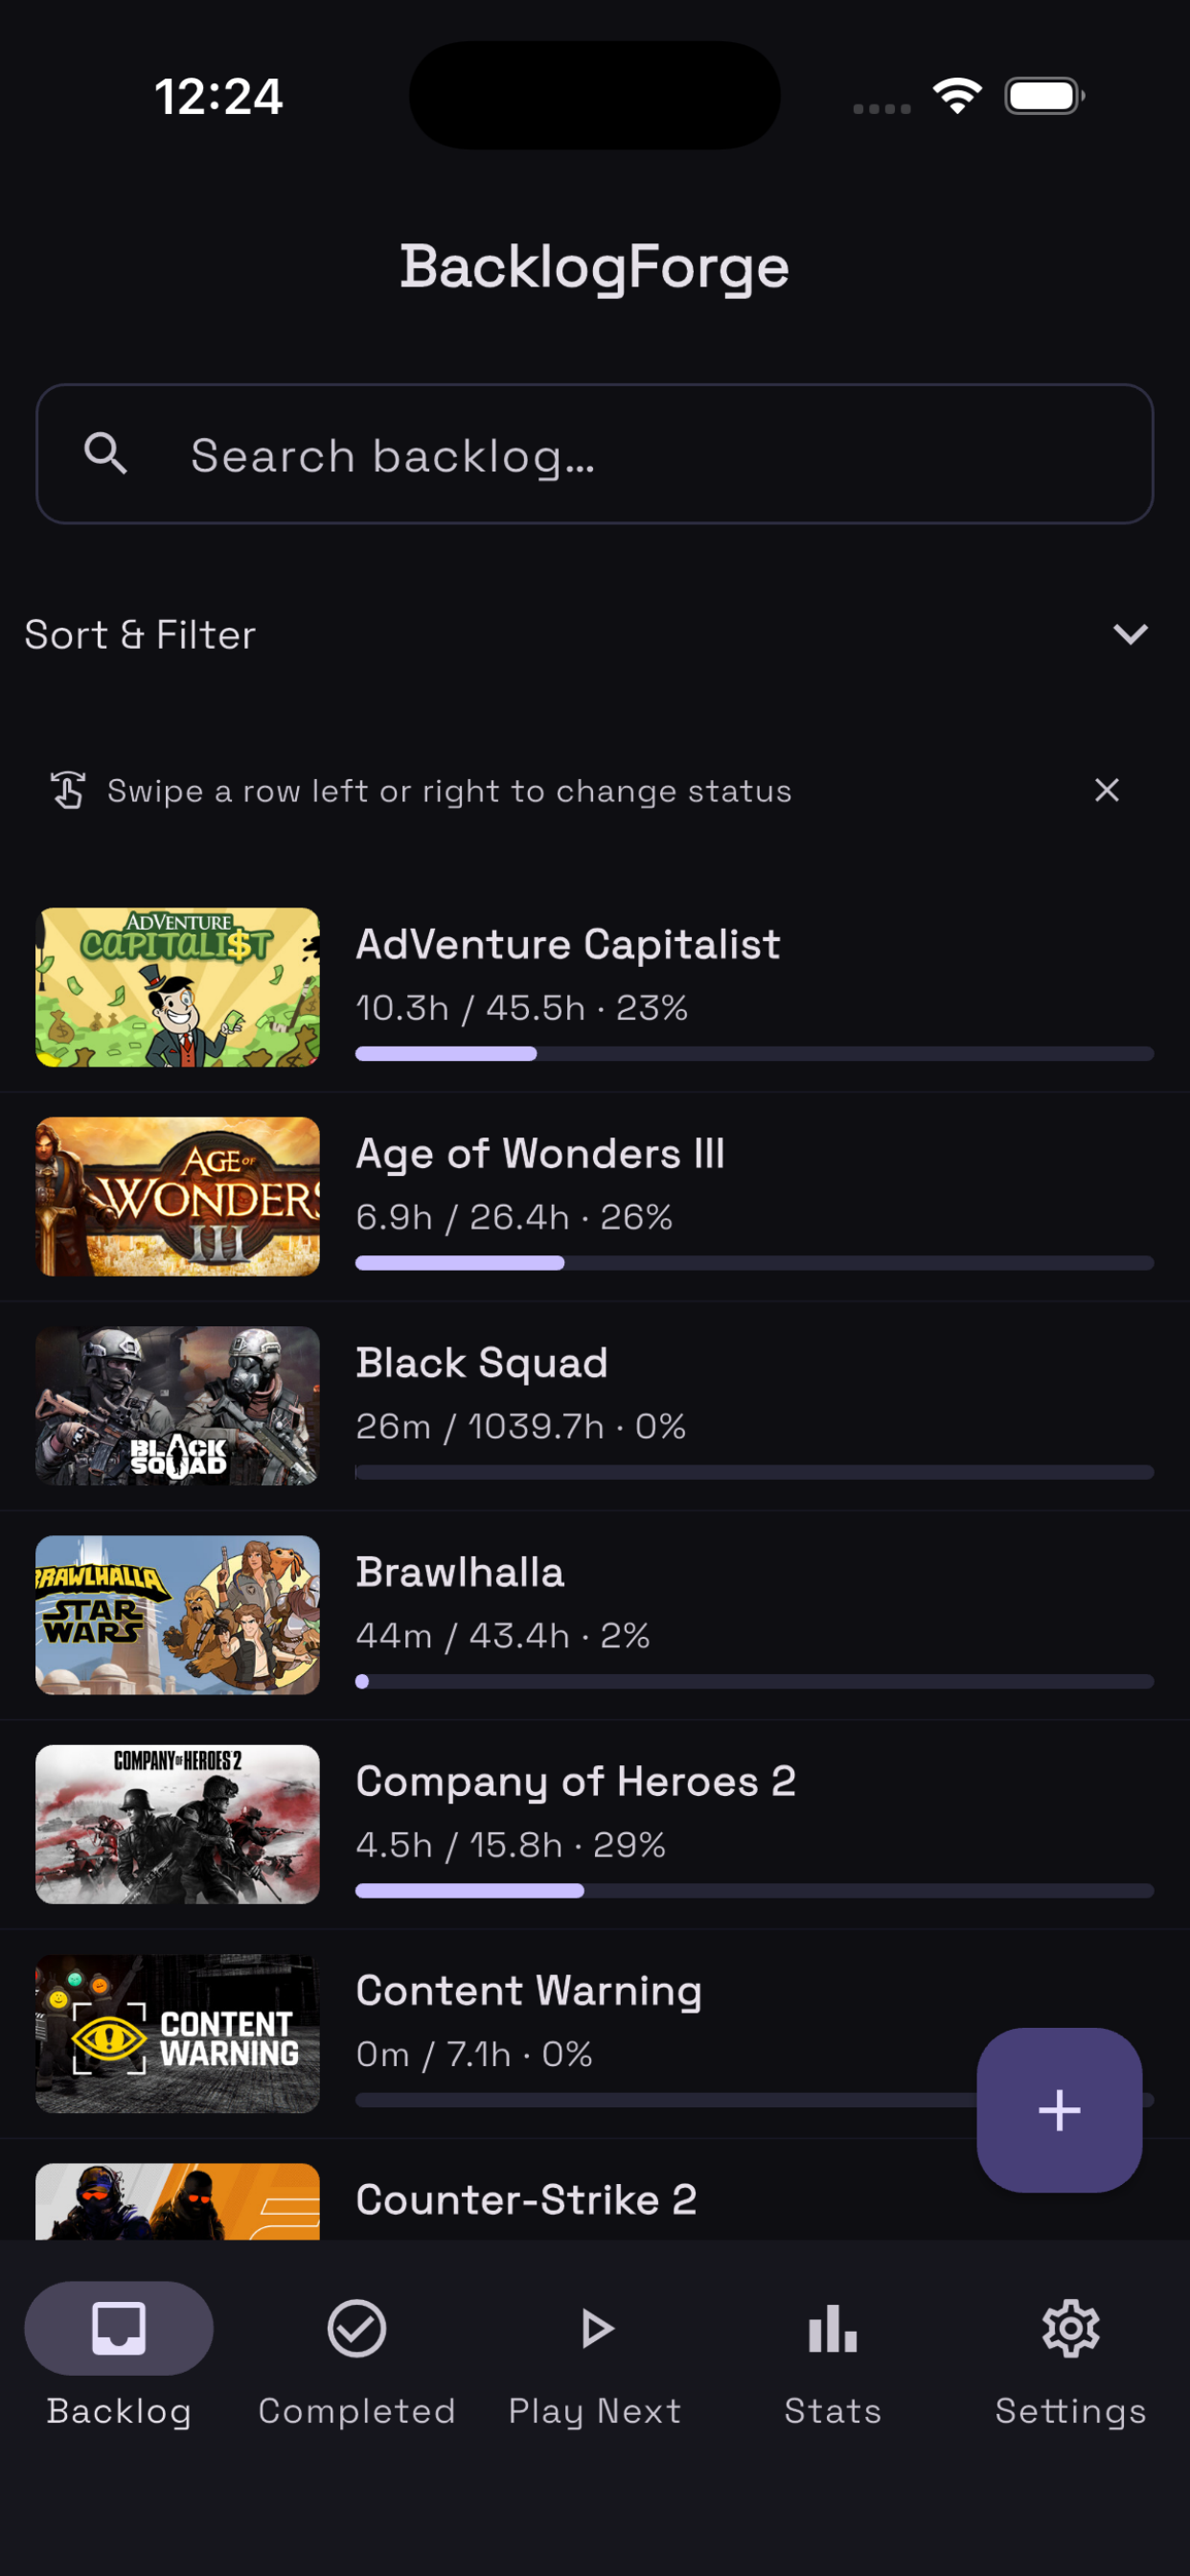 12:24
BacklogForge
Search backlog...
Sort & Filter
Swipe a row left or right to change status
ADVENTURE
CAPITALI$T
AdVenture Capitalist
10.3h / 45.5h · 23%
AGE OF
WONDERS
III
Age of Wonders III
6.9h / 26.4h · 26%
BLACK
SQUAD
Black Squad
26m / 1039.7h · 0%
BRAWLHALLA
STAR
WARS
Brawlhalla
44m / 43.4h · 2%
COMPANY OF HEROES 2
Company of Heroes 2
4.5h / 15.8h · 29%
CONTENT
WARNING
Content Warning
0m / 7.1h · 0%
Counter-Strike 2
Backlog
Completed
Play Next
Stats
Settings